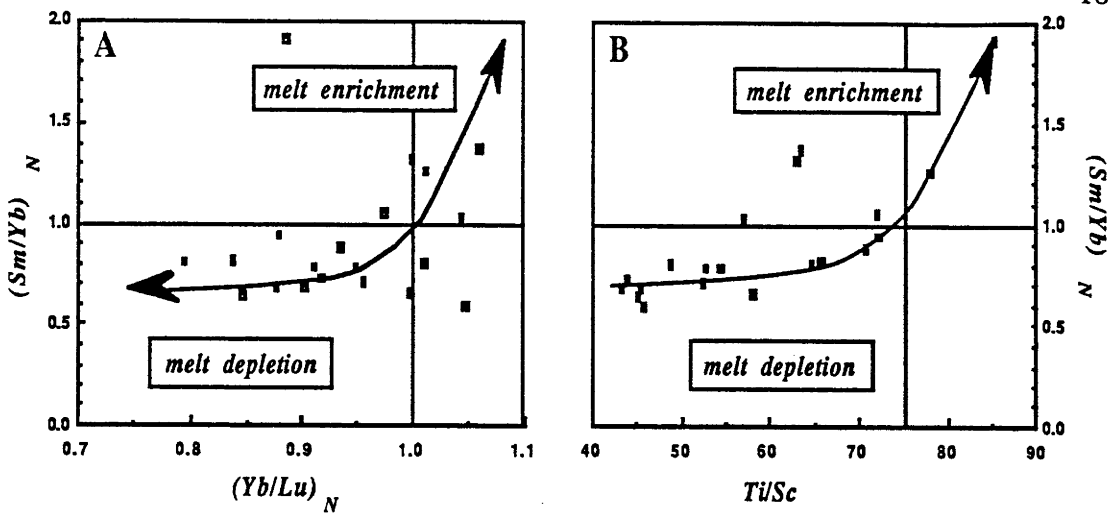 A
melt enrichment
melt depletion
2.0
1.5
1.0
0.5
0.0
(Sm/Yb) N
0.7
0.8
0.9
1.0
1.1
(Yb/Lu) N
B
melt enrichment
melt depletion
2.0
1.5
1.0
0.5
0.0
(Sm/Yb) N
40
50
60
70
80
90
Ti/Sc